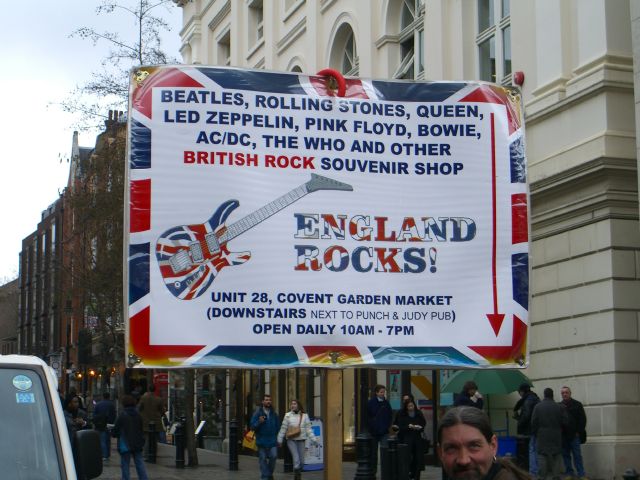 BEATLES, ROLLING STONES, QUEEN,
LED ZEPPELIN, PINK FLOYD, BOWIE,
AC/DC, THE WHO AND OTHER
BRITISH ROCK SOUVENIR SHOP
ENGLAND
ROCKS!
UNIT 28, COVENT GARDEN MARKET
(DOWNSTAIRS NEXT TO PUNCH & JUDY PUB)
OPEN DAILY 10AM - 7PM